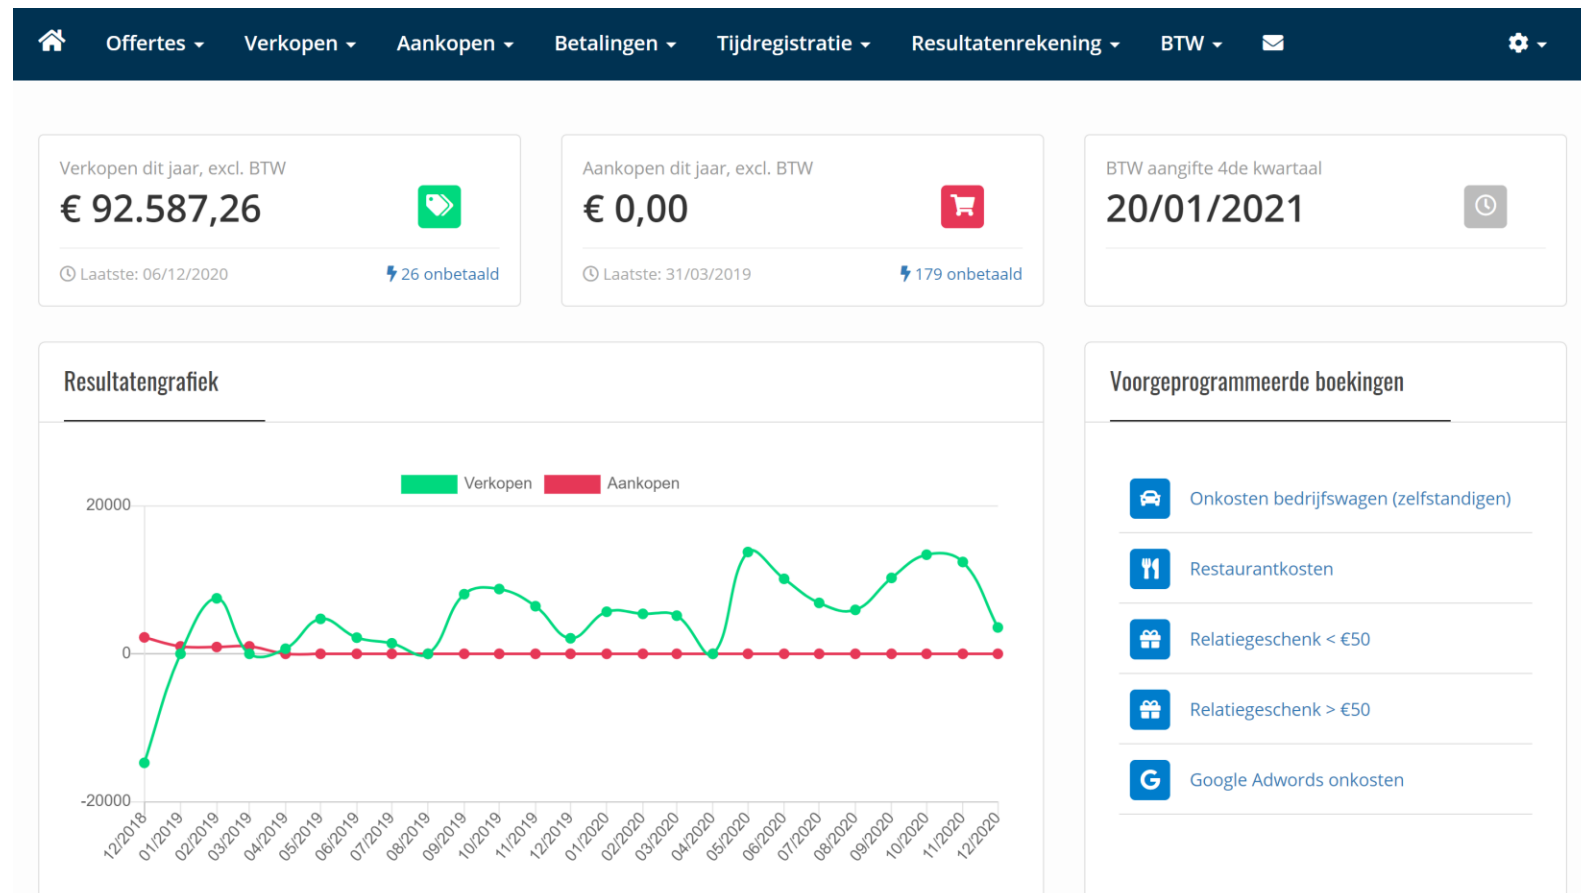 Offertes Verkopen Aankopen Betalingen Tijdregistratie Resultatenrekening BTW
Verkopen dit jaar, excl. BTW
€ 92.587,26
Laatste: 06/12/2020 26 onbetaald
Aankopen dit jaar, excl. BTW
€ 0,00
Laatste: 31/03/2019 179 onbetaald
BTW aangifte 4de kwartaal
20/01/2021
Resultatengrafiek
Verkopen Aankopen
20000
0
-20000
12/2018 01/2019 02/2019 03/2019 04/2019 05/2019 06/2019 07/2019 08/2019 09/2019 10/2019 11/2019 12/2019 01/2020 02/2020 03/2020 04/2020 05/2020 06/2020 07/2020 08/2020 09/2020 10/2020 11/2020 12/2020
Voorgeprogrammeerde boekingen
Onkosten bedrijfswagen (zelfstandigen)
Restaurantkosten
Relatiegeschenk < €50
Relatiegeschenk > €50
G Google Adwords onkosten